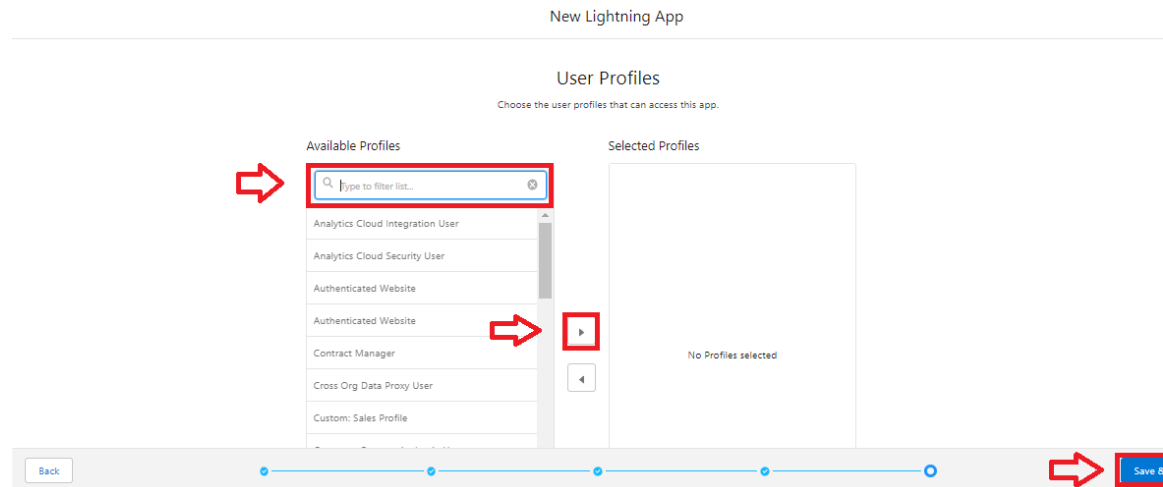 New Lightning App
User Profiles
Choose the user profiles that can access this app.
Available Profiles
Selected Profiles
Type to filter list...
Analytics Cloud Integration User
Analytics Cloud Security User
Authenticated Website
Authenticated Website
Contract Manager
Cross Org Data Proxy User
Custom: Sales Profile
No Profiles selected
Back
Save &